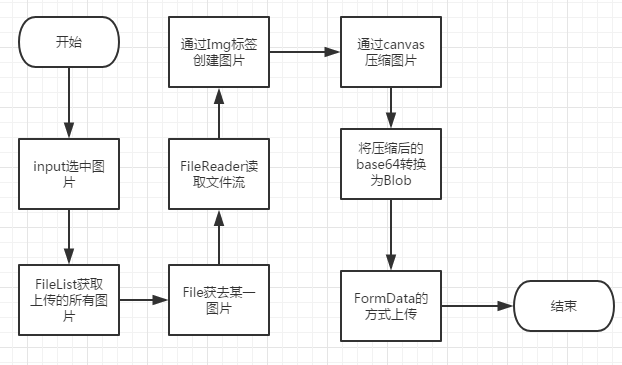 开始
input选中图
片
FileList获取
上传的所有图
片
File获去某一
图片
FileReader读
取文件流
通过Img标签
创建图片
通过canvas
压缩图片
将压缩后的
base64转换
为Blob
FormData的
方式上传
结束